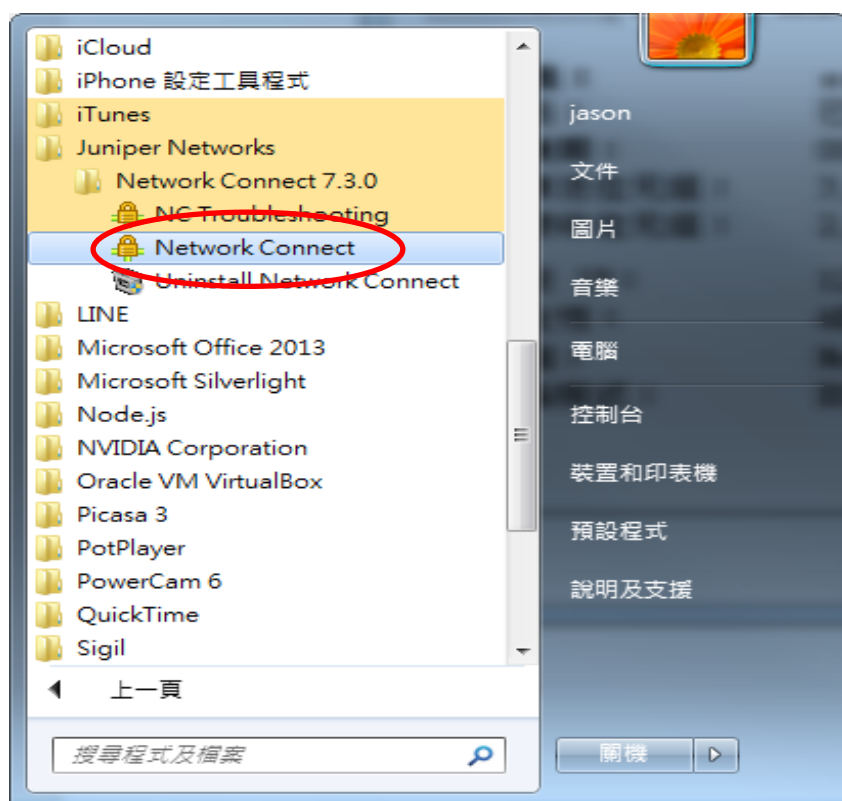 iCloud
iPhone 設定工具程式
iTunes
Juniper Networks
Network Connect 7.3.0
NC Troubleshooting
Network Connect
Uninstall Network Connect
LINE
Microsoft Office 2013
Microsoft Silverlight
Node.js
NVIDIA Corporation
Oracle VM VirtualBox
Picasa 3
PotPlayer
PowerCam 6
QuickTime
Sigil
上一頁
搜尋程式及檔案
jason
文件
圖片
音樂
電腦
控制台
裝置和印表機
預設程式
說明及支援
關機